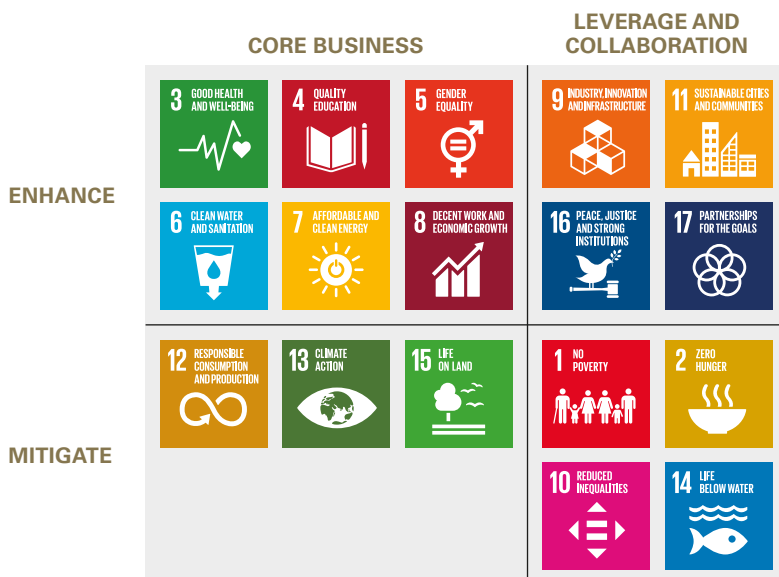 CORE BUSINESS
LEVERAGE AND
COLLABORATION
ENHANCE
3 GOOD HEALTH
AND WELL-BEING
4 QUALITY
EDUCATION
5 GENDER
EQUALITY
9 INDUSTRY, INNOVATION
AND INFRASTRUCTURE
11 SUSTAINABLE CITIES
AND COMMUNITIES
6 CLEAN WATER
AND SANITATION
7 AFFORDABLE AND
CLEAN ENERGY
8 DECENT WORK AND
ECONOMIC GROWTH
16 PEACE, JUSTICE
AND STRONG
INSTITUTIONS
17 PARTNERSHIPS
FOR THE GOALS
MITIGATE
12 RESPONSIBLE
CONSUMPTION
AND PRODUCTION
13 CLIMATE
ACTION
15 LIFE
ON LAND
1 NO
POVERTY
2 ZERO
HUNGER
10 REDUCED
INEQUALITIES
14 LIFE
BELOW WATER